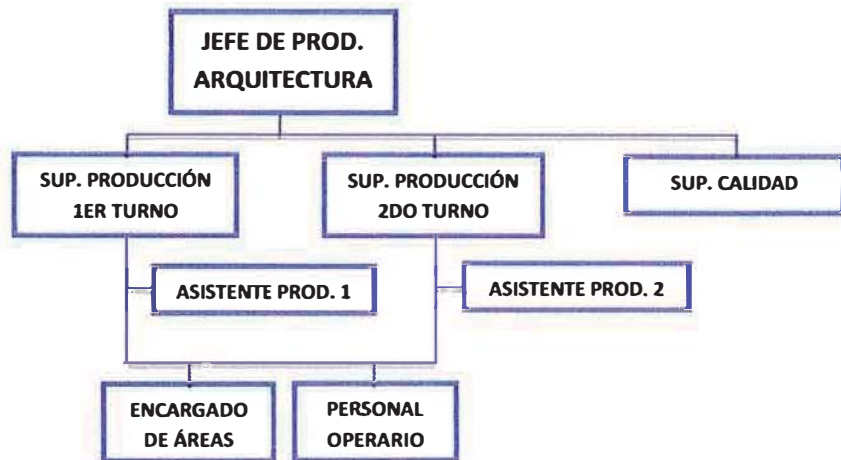 JEFE DE PROD.
ARQUITECTURA
SUP. PRODUCCIÓN
1ER TURNO
SUP. PRODUCCIÓN
2DO TURNO
SUP. CALIDAD
ASISTENTE PROD. 1
ASISTENTE PROD. 2
ENCARGADO
DE ÁREAS
PERSONAL
OPERARIO